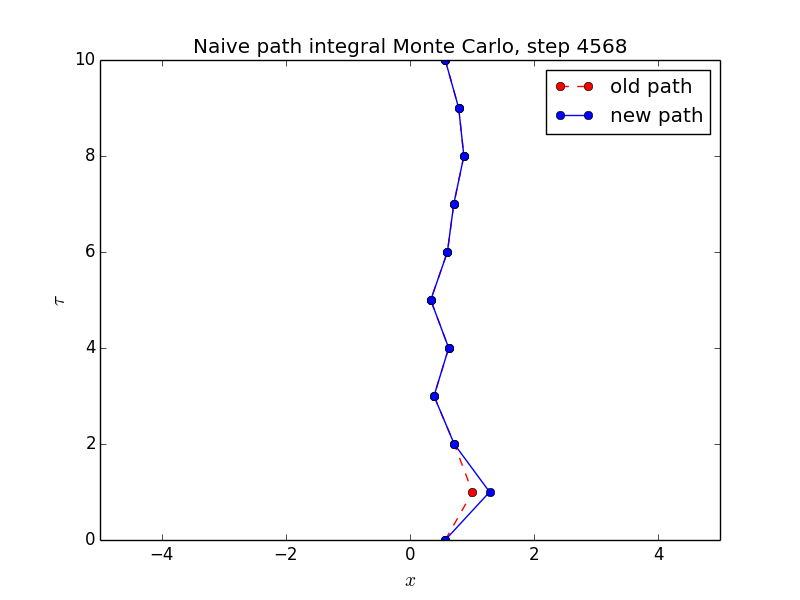 Naive path integral Monte Carlo, step 4568
old path
new path
10
8
6
4
2
0
τ
−4 −2 0 2 4
x